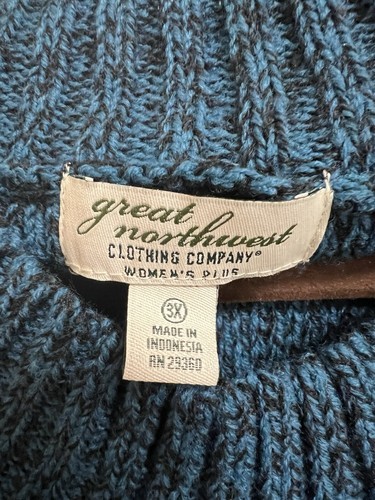 great
northwest
CLOTHING COMPANY®
WOMEN'S PLUS
3X
MADE IN
INDONESIA
RN 29360